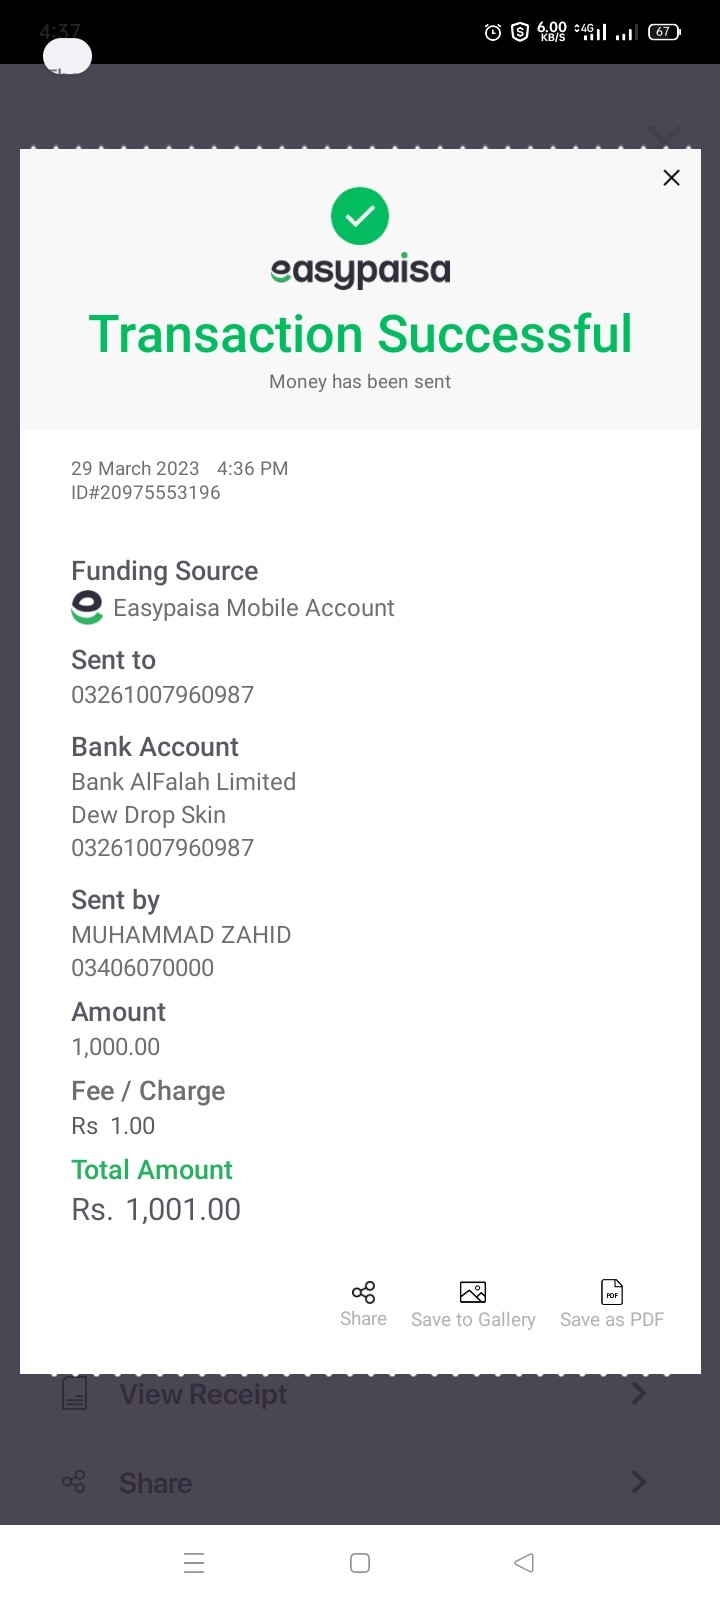 4:37
6.00
KB/S
4G
67
easypaisa
Transaction Successful
Money has been sent
29 March 2023 4:36 PM
ID#20975553196
Funding Source
Easypaisa Mobile Account
Sent to
03261007960987
Bank Account
Bank AlFalah Limited
Dew Drop Skin
03261007960987
Sent by
MUHAMMAD ZAHID
03406070000
Amount
1,000.00
Fee / Charge
Rs 1.00
Total Amount
Rs. 1,001.00
Share
Save to Gallery
PDF
Save as PDF
View Receipt
Share